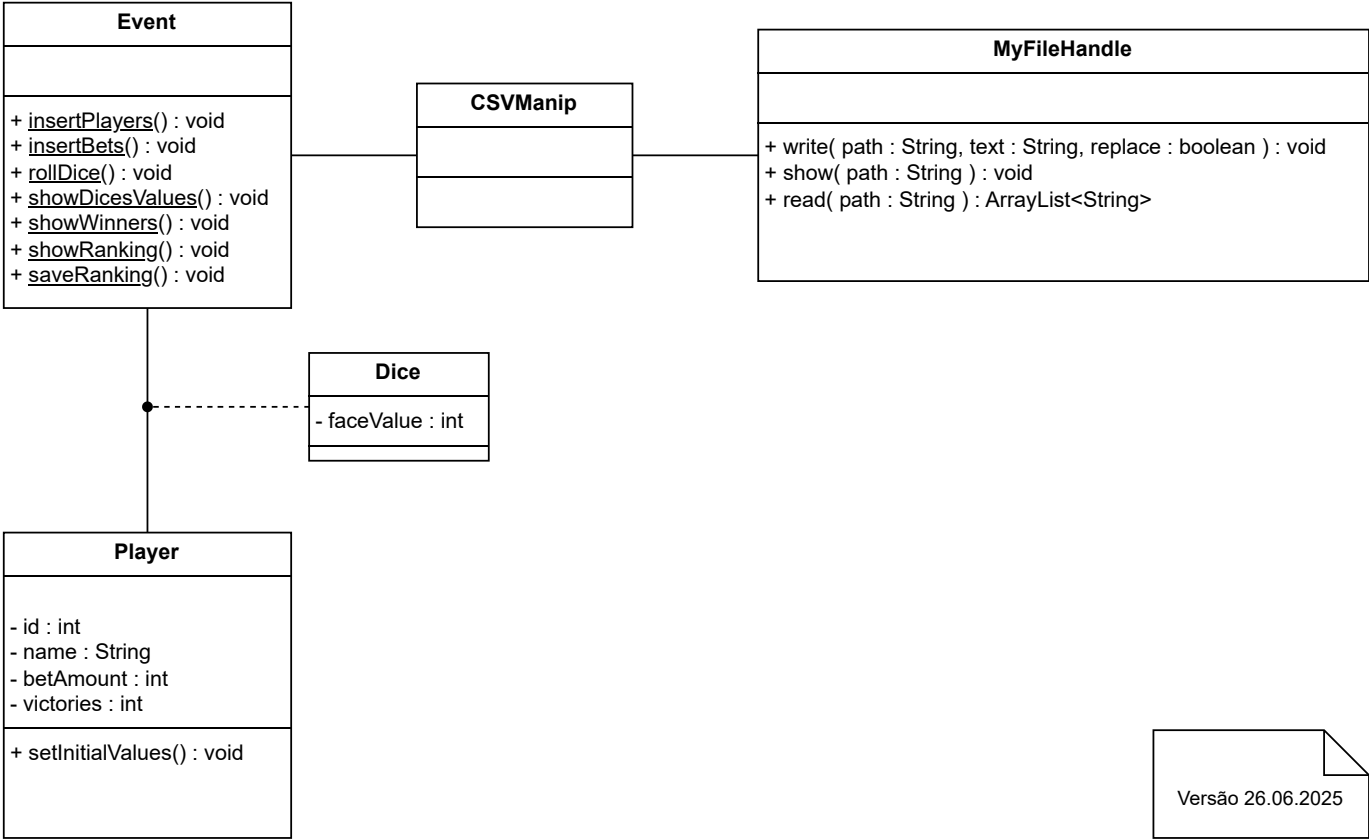 Event
+ insertPlayers() : void
+ insertBets() : void
+ rollDice() : void
+ showDicesValues() : void
+ showWinners() : void
+ showRanking() : void
+ saveRanking() : void
CSVManip
MyFileHandle
+ write( path : String, text : String, replace : boolean ) : void
+ show( path : String ) : void
+ read( path : String ) : ArrayList<String>
Dice
- faceValue : int
Player
- id : int
- name : String
- betAmount : int
- victories : int
+ setInitialValues() : void
Versão 26.06.2025